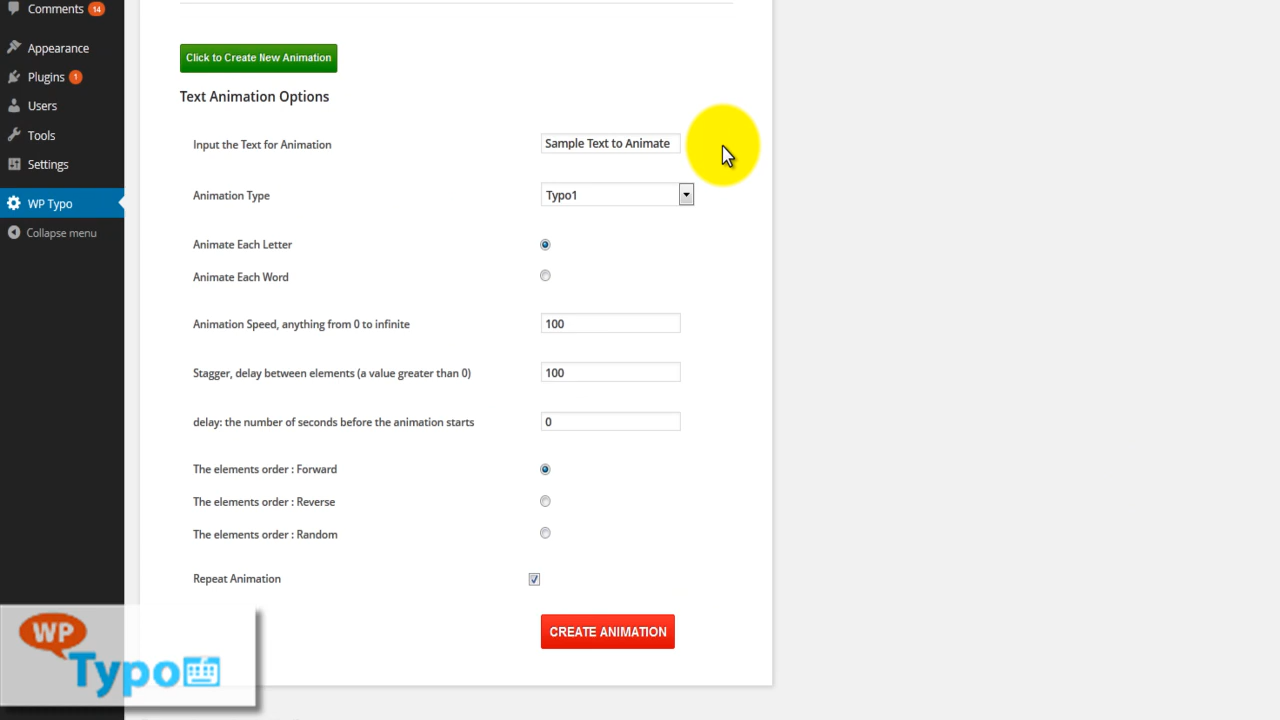 Comments 14
Appearance
Plugins 1
Users
Tools
Settings
WP Typo
Collapse menu
Click to Create New Animation
Text Animation Options
Input the Text for Animation Sample Text to Animate
Animation Type Typo1
Animate Each Letter
Animate Each Word
Animation Speed, anything from 0 to infinite 100
Stagger, delay between elements (a value greater than 0) 100
delay: the number of seconds before the animation starts 0
The elements order : Forward
The elements order : Reverse
The elements order : Random
Repeat Animation
CREATE ANIMATION
WP
Typo